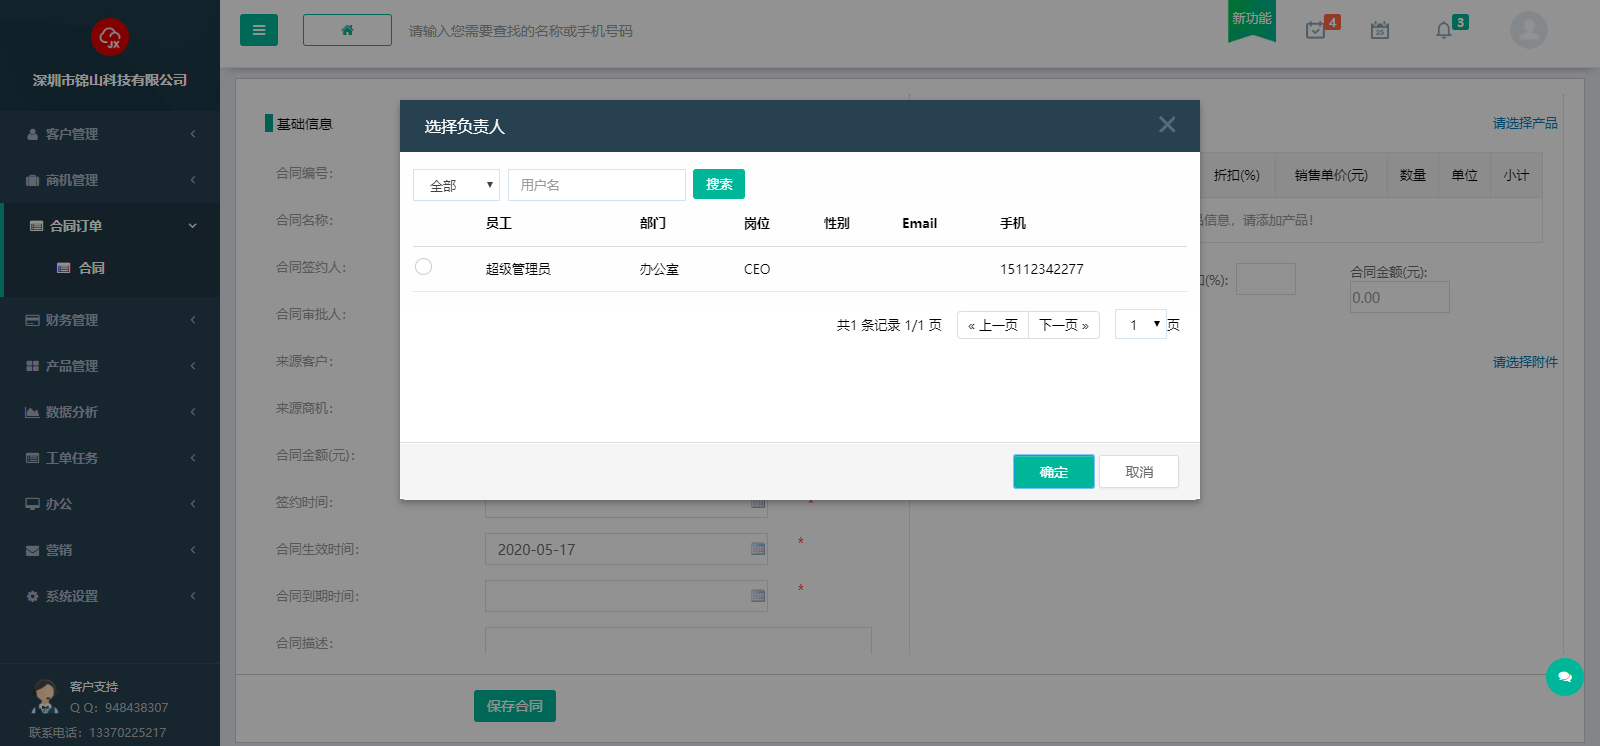 JX
深圳市锦山科技有限公司
客户管理
商机管理
合同订单
合同
财务管理
产品管理
数据分析
工单任务
办公
营销
系统设置
客户支持
Q Q：948438307
联系电话：13370225217
请输入您需要查找的名称或手机号码
新功能
4
25
3
基础信息
合同编号：
合同名称：
合同签约人：
合同审批人：
来源客户：
来源商机：
合同金额(元)：
签约时间：
*
合同生效时间：
2020-05-17
*
合同到期时间：
*
合同描述：
保存合同
请选择产品
折扣(%) 销售单价(元) 数量 单位 小计
信息，请添加产品！
(%):
合同金额(元):
0.00
请选择附件
选择负责人
全部
用户名
搜索
员工 部门 岗位 性别 Email 手机
超级管理员 办公室 CEO 15112342277
共1 条记录 1/1 页
« 上一页
下一页 »
1 页
确定
取消